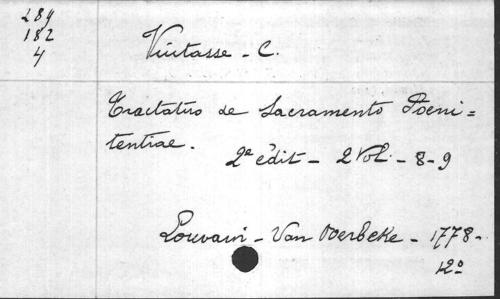 284
182
4
Vuitasse - C.
Tractatus de Sacramento Poeni=
tentiae.
2e édit - 2 Vol. - 8-9
Louvain - Van Overbeke - 1778-
12o